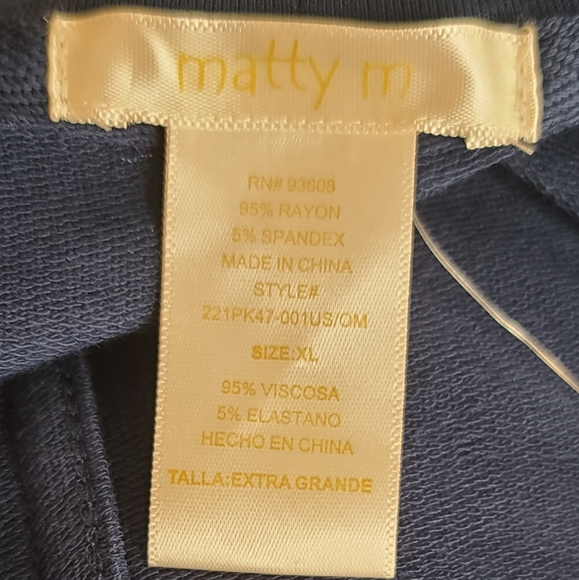 matty m
RN# 93608
95% RAYON
5% SPANDEX
MADE IN CHINA
STYLE#
221PK47-001US/OM
SIZE:XL
95% VISCOSA
5% ELASTANO
HECHO EN CHINA
TALLA:EXTRA GRANDE